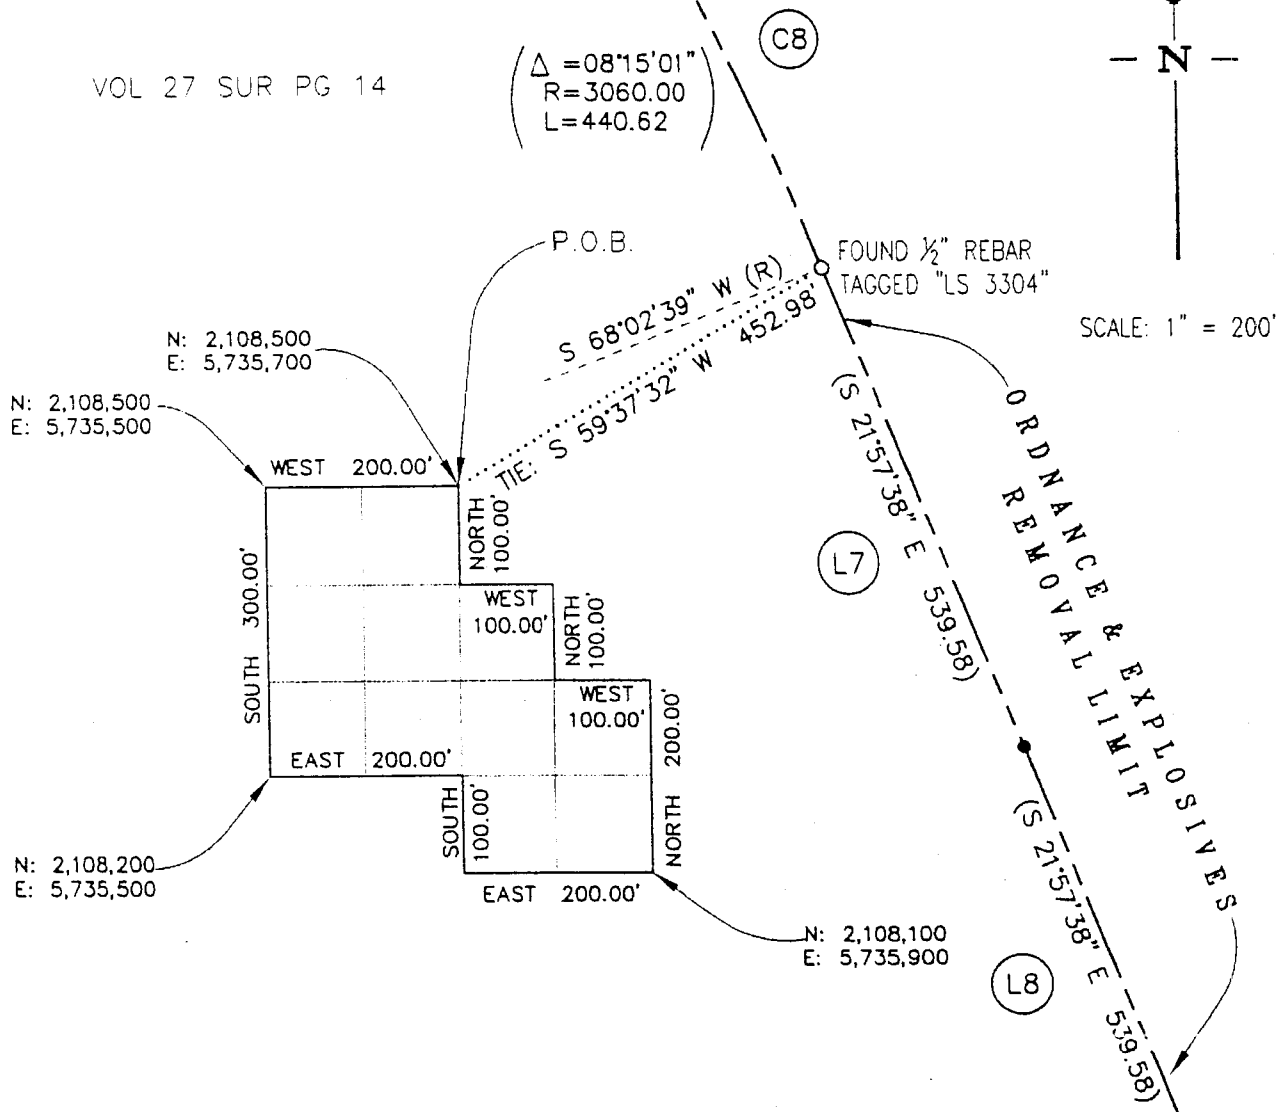 C8
N
VOL 27 SUR PG 14
Δ =08°15'01"
R=3060.00
L=440.62
P.O.B.
FOUND ½" REBAR
TAGGED "LS 3304"
S 68°02'39" W (R)
TIE: S 59°37'32" W 452.98'
SCALE: 1" = 200'
N: 2,108,500
E: 5,735,700
N: 2,108,500
E: 5,735,500
WEST 200.00'
NORTH
100.00'
SOUTH 300.00'
WEST
100.00'
NORTH
100.00'
WEST
100.00'
NORTH 200.00'
EAST 200.00'
SOUTH
100.00'
EAST 200.00'
N: 2,108,200
E: 5,735,500
N: 2,108,100
E: 5,735,900
(S 21°57'38" E 539.58)
L7
ORDNANCE & EXPLOSIVES
REMOVAL LIMIT
(S 21°57'38" E 539.58)
L8